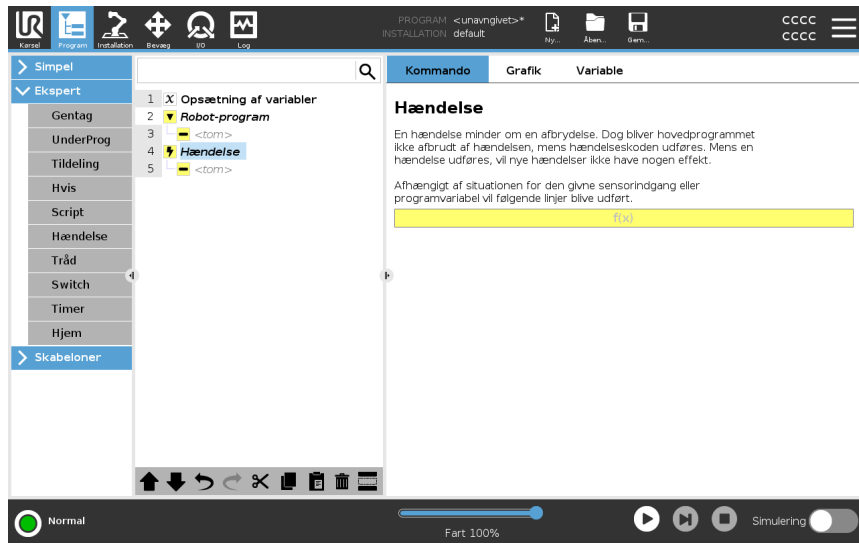 PROGRAM <unavngivet>*
INSTALLATION default
CCCC
CCCC
Kørsel Program Installation Bevæg I/O Log Ny... Åben... Gem...
Simpel
Ekspert
Gentag
UnderProg
Tildeling
Hvis
Script
Hændelse
Tråd
Switch
Timer
Hjem
Skabeloner
1 X Opsætning af variabler
2 Robot-program
3 <tom>
4 Hændelse
5 <tom>
Kommando Grafik Variable
Hændelse
En hændelse minder om en afbrydelse. Dog bliver hovedprogrammet
ikke afbrudt af hændelsen, mens hændelseskoden udføres. Mens en
hændelse udføres, vil nye hændelser ikke have nogen effekt.
Afhængigt af situationen for den givne sensorindgang eller
programvariabel vil følgende linjer blive udført.
f(x)
Normal
Fart 100%
Simulering